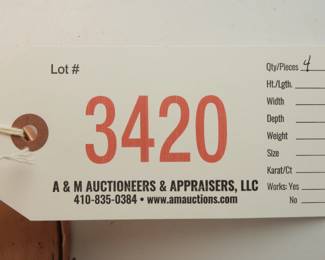 Lot #
3420
A & M AUCTIONEERS & APPRAISERS, LLC
410-835-0384 • www.amauctions.com
Qty/Pieces 4
Ht./Lgth.
Width
Depth
Weight
Size
Karat/Ct
Works: Yes
No